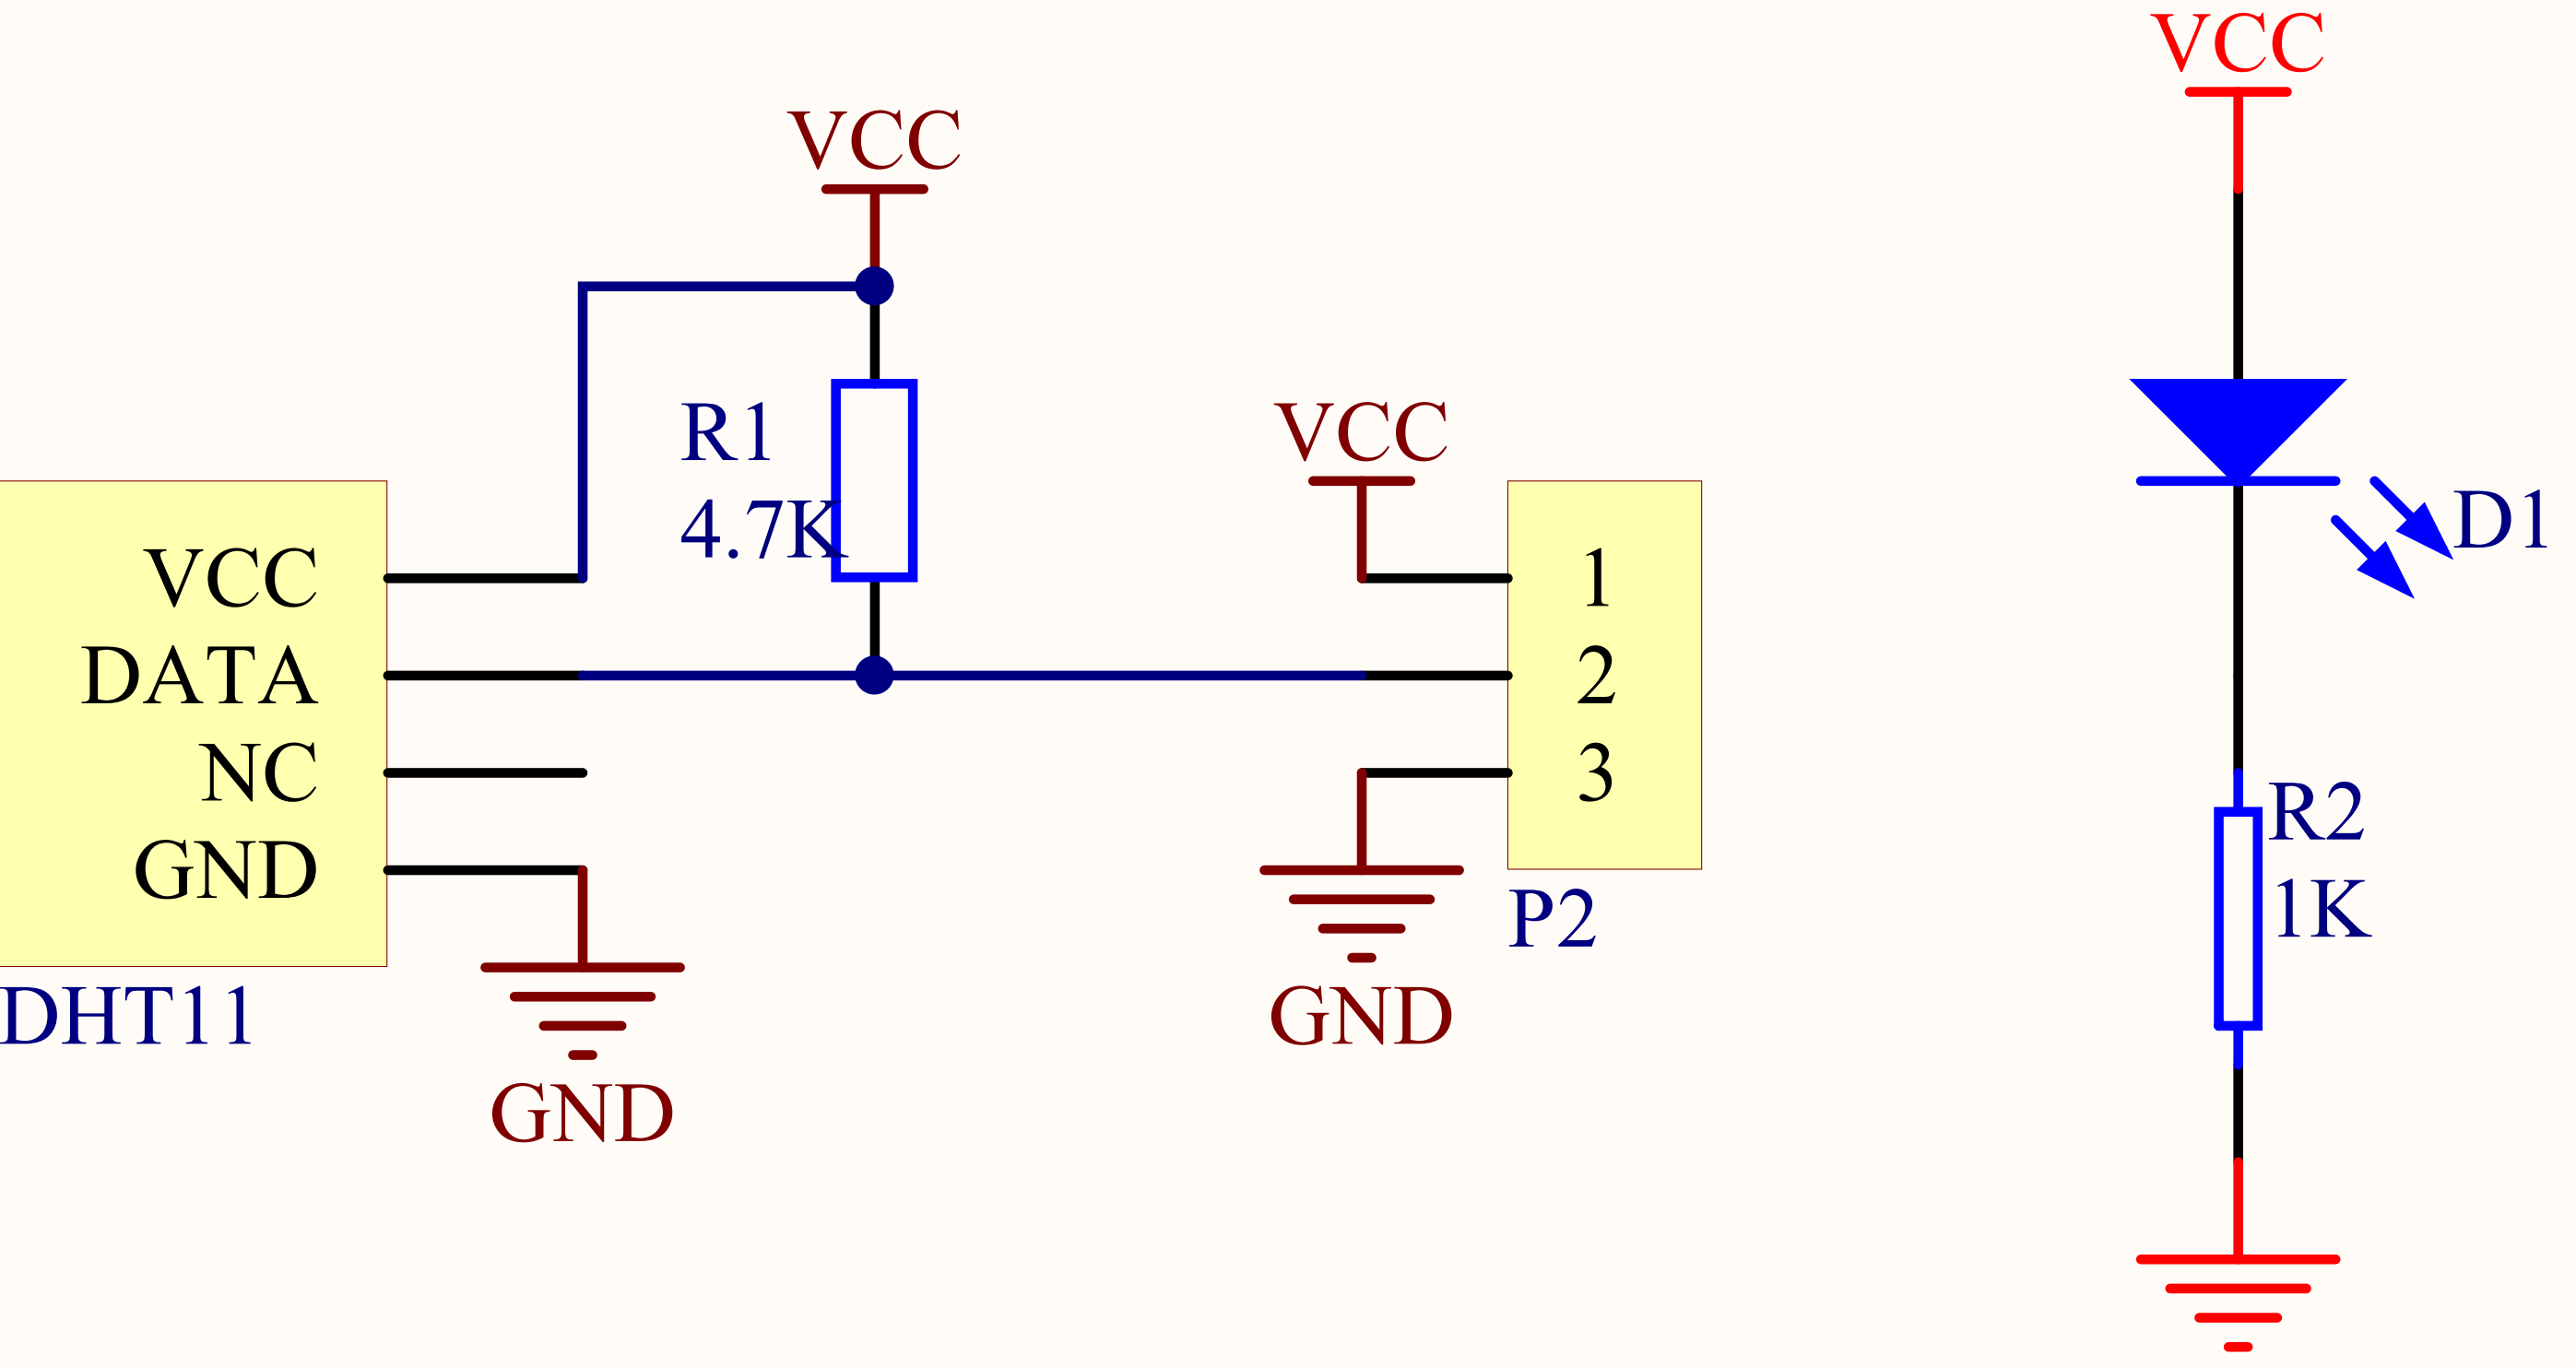 VCC
DATA
NC
GND
DHT11
GND
VCC
R1
4.7K
VCC
1
2
3
P2
GND
VCC
D1
R2
1K